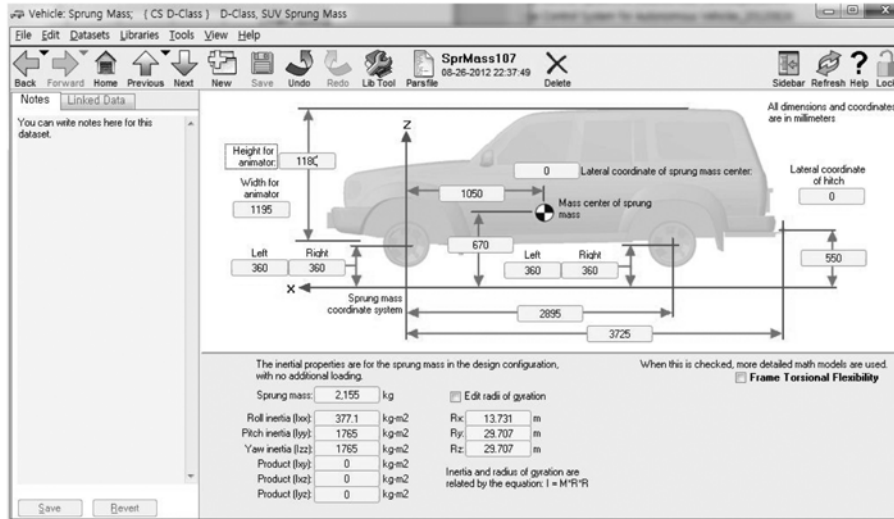 Vehicle: Sprung Mass; { CS D-Class } D-Class, SUV Sprung Mass
File Edit Datasets Libraries Tools View Help
Back Forward Home Previous Next New Save Undo Redo Lib Tool Parsfile
SprMass107
08-26-2012 22:37:49
Delete
Sidebar Refresh Help Lock
Notes Linked Data
You can write notes here for this
dataset.
Save Revert
All dimensions and coordinates
are in millimeters
Z
Height for
animator:
1180
Width for
animator
1195
0
Lateral coordinate of sprung mass center:
Lateral coordinate
of hitch
0
1050
Mass center of sprung
mass
670
550
Left Right
360 360
Left Right
360 360
X
Sprung mass
coordinate system
2895
3725
The inertial properties are for the sprung mass in the design configuration,
with no additional loading.
When this is checked, more detailed math models are used.
Frame Torsional Flexibility
Sprung mass: 2,155 kg
Edit radii of gyration
Roll inertia (Ixx): 377.1 kg-m2
Pitch inertia (Iyy): 1765 kg-m2
Yaw inertia (Izz): 1765 kg-m2
Product (Ixy): 0 kg-m2
Product (Ixz): 0 kg-m2
Product (Iyz): 0 kg-m2
Rx: 13.731 m
Ry: 29.707 m
Rz: 29.707 m
Inertia and radius of gyration are
related by the equation: I = M*R*R